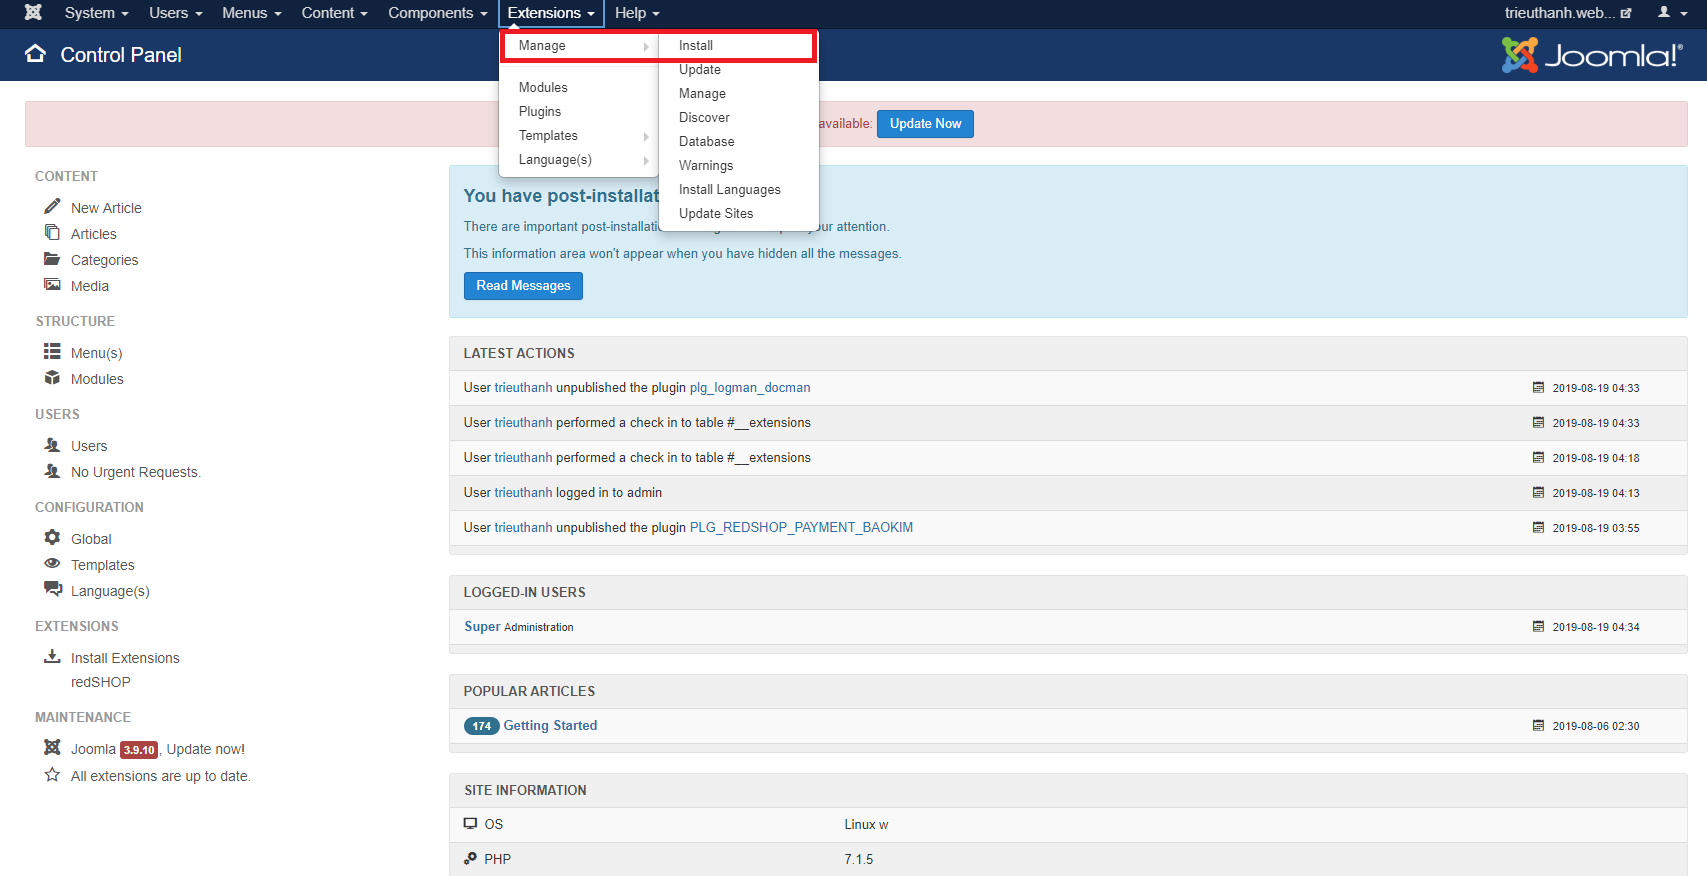 System Users Menus Content Components Extensions Help trieuthanh.web...
Control Panel
Joomla!®
Manage
Modules
Plugins
Templates
Language(s)
Install
Update
Manage
Discover
Database
Warnings
Install Languages
Update Sites
available: Update Now
CONTENT
New Article
Articles
Categories
Media
STRUCTURE
Menu(s)
Modules
USERS
Users
No Urgent Requests.
CONFIGURATION
Global
Templates
Language(s)
EXTENSIONS
Install Extensions
redSHOP
MAINTENANCE
Joomla 3.9.10, Update now!
All extensions are up to date.
You have post-installat
There are important post-installati our attention.
This information area won't appear when you have hidden all the messages.
Read Messages
LATEST ACTIONS
User trieuthanh unpublished the plugin plg_logman_docman 2019-08-19 04:33
User trieuthanh performed a check in to table #__extensions 2019-08-19 04:33
User trieuthanh performed a check in to table #__extensions 2019-08-19 04:18
User trieuthanh logged in to admin 2019-08-19 04:13
User trieuthanh unpublished the plugin PLG_REDSHOP_PAYMENT_BAOKIM 2019-08-19 03:55
LOGGED-IN USERS
Super Administration 2019-08-19 04:34
POPULAR ARTICLES
174 Getting Started 2019-08-06 02:30
SITE INFORMATION
OS Linux w
PHP 7.1.5